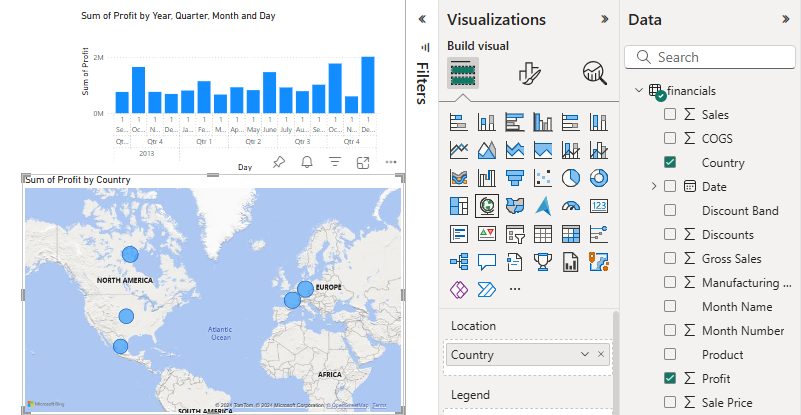 Sum of Profit by Year, Quarter, Month and Day
Sum of Profit
2M
0M
1 1 1 1 1 1 1 1 1 1 1 1 1 1 1 1
Se... Oc... N... De... Ja... Fe... M... Ap... May June July Au... Se... Oc... N... De...
Qt... Qtr 4 Qtr 1 Qtr 2 Qtr 3 Qtr 4
2013
Day
Sum of Profit by Country
NORTH AMERICA
EUROPE
Atlantic
Ocean
AFRICA
SOUTH AMERICA
Microsoft Bing
© 2024 TomTom, © 2024 Microsoft Corporation, © OpenStreetMap Terms
Filters
Visualizations
Build visual
123
Location
Country
Legend
Data
Search
financials
Sales
COGS
Country
Date
Discount Band
Discounts
Gross Sales
Manufacturing ...
Month Name
Month Number
Product
Profit
Sale Price